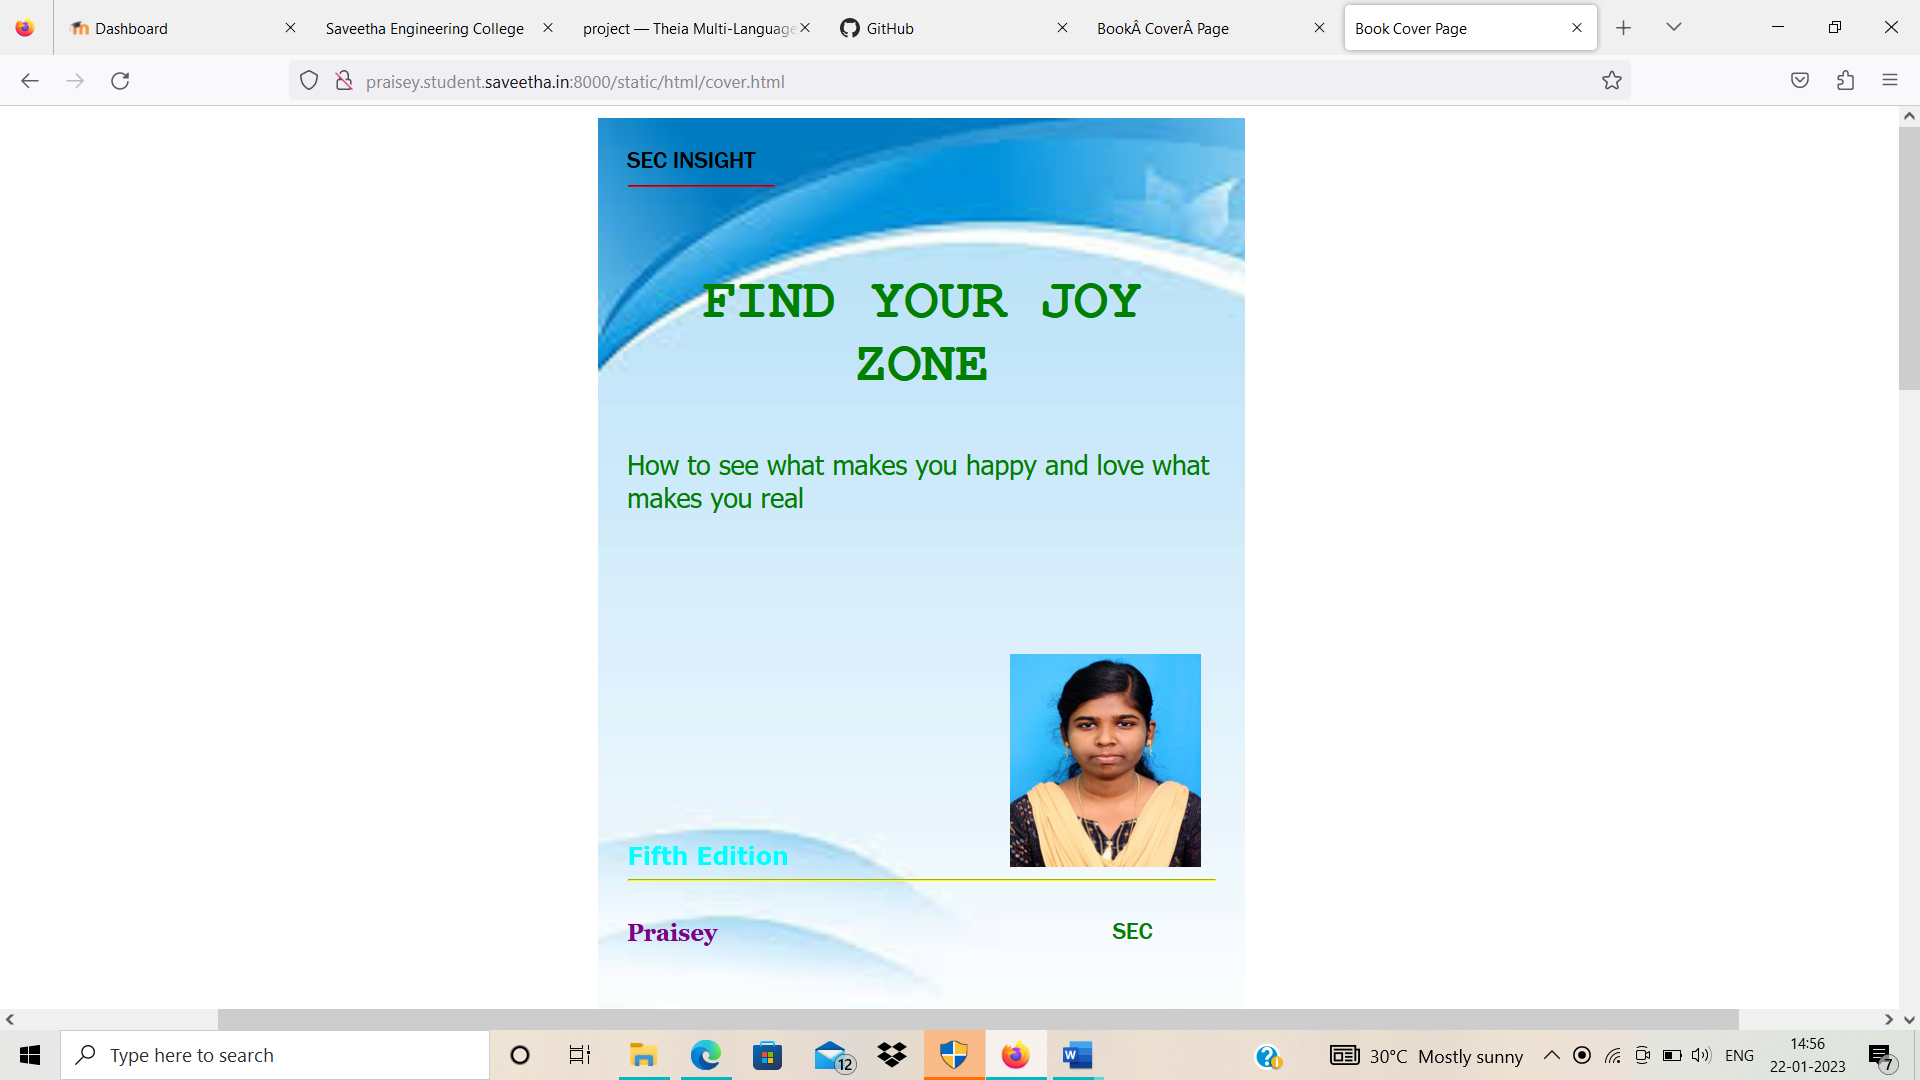 Dashboard
Saveetha Engineering College
project — Theia Multi-Language
GitHub
BookÂ CoverÂ Page
Book Cover Page
praisey.student.saveetha.in:8000/static/html/cover.html
SEC INSIGHT
FIND YOUR JOY
ZONE
How to see what makes you happy and love what
makes you real
Fifth Edition
Praisey
SEC
Type here to search
12
W
30°C Mostly sunny
ENG
14:56
22-01-2023
7